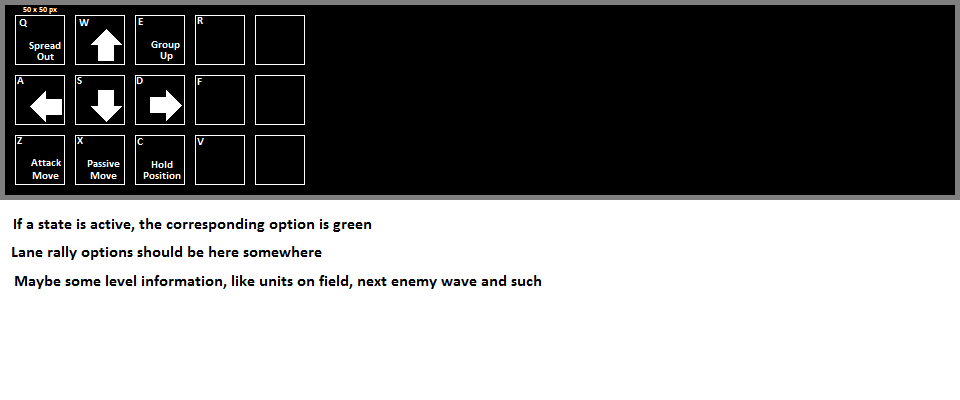 50 x 50 px
Q W E R
Spread Out
Group Up
A S D F
Z X C V
Attack Move
Passive Move
Hold Position
If a state is active, the corresponding option is green
Lane rally options should be here somewhere
Maybe some level information, like units on field, next enemy wave and such